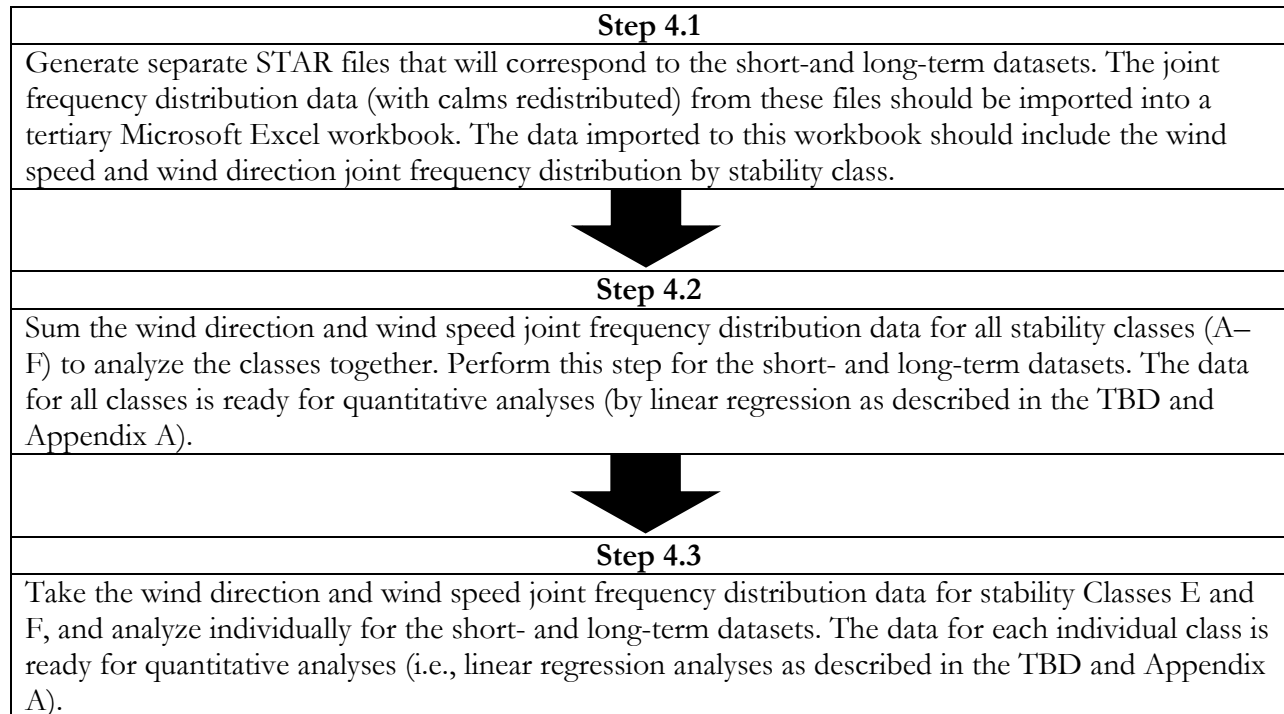 Step 4.1
Generate separate STAR files that will correspond to the short-and long-term datasets. The joint
frequency distribution data (with calms redistributed) from these files should be imported into a
tertiary Microsoft Excel workbook. The data imported to this workbook should include the wind
speed and wind direction joint frequency distribution by stability class.
Step 4.2
Sum the wind direction and wind speed joint frequency distribution data for all stability classes (A–
F) to analyze the classes together. Perform this step for the short- and long-term datasets. The data
for all classes is ready for quantitative analyses (by linear regression as described in the TBD and
Appendix A).
Step 4.3
Take the wind direction and wind speed joint frequency distribution data for stability Classes E and
F, and analyze individually for the short- and long-term datasets. The data for each individual class is
ready for quantitative analyses (i.e., linear regression analyses as described in the TBD and Appendix
A).